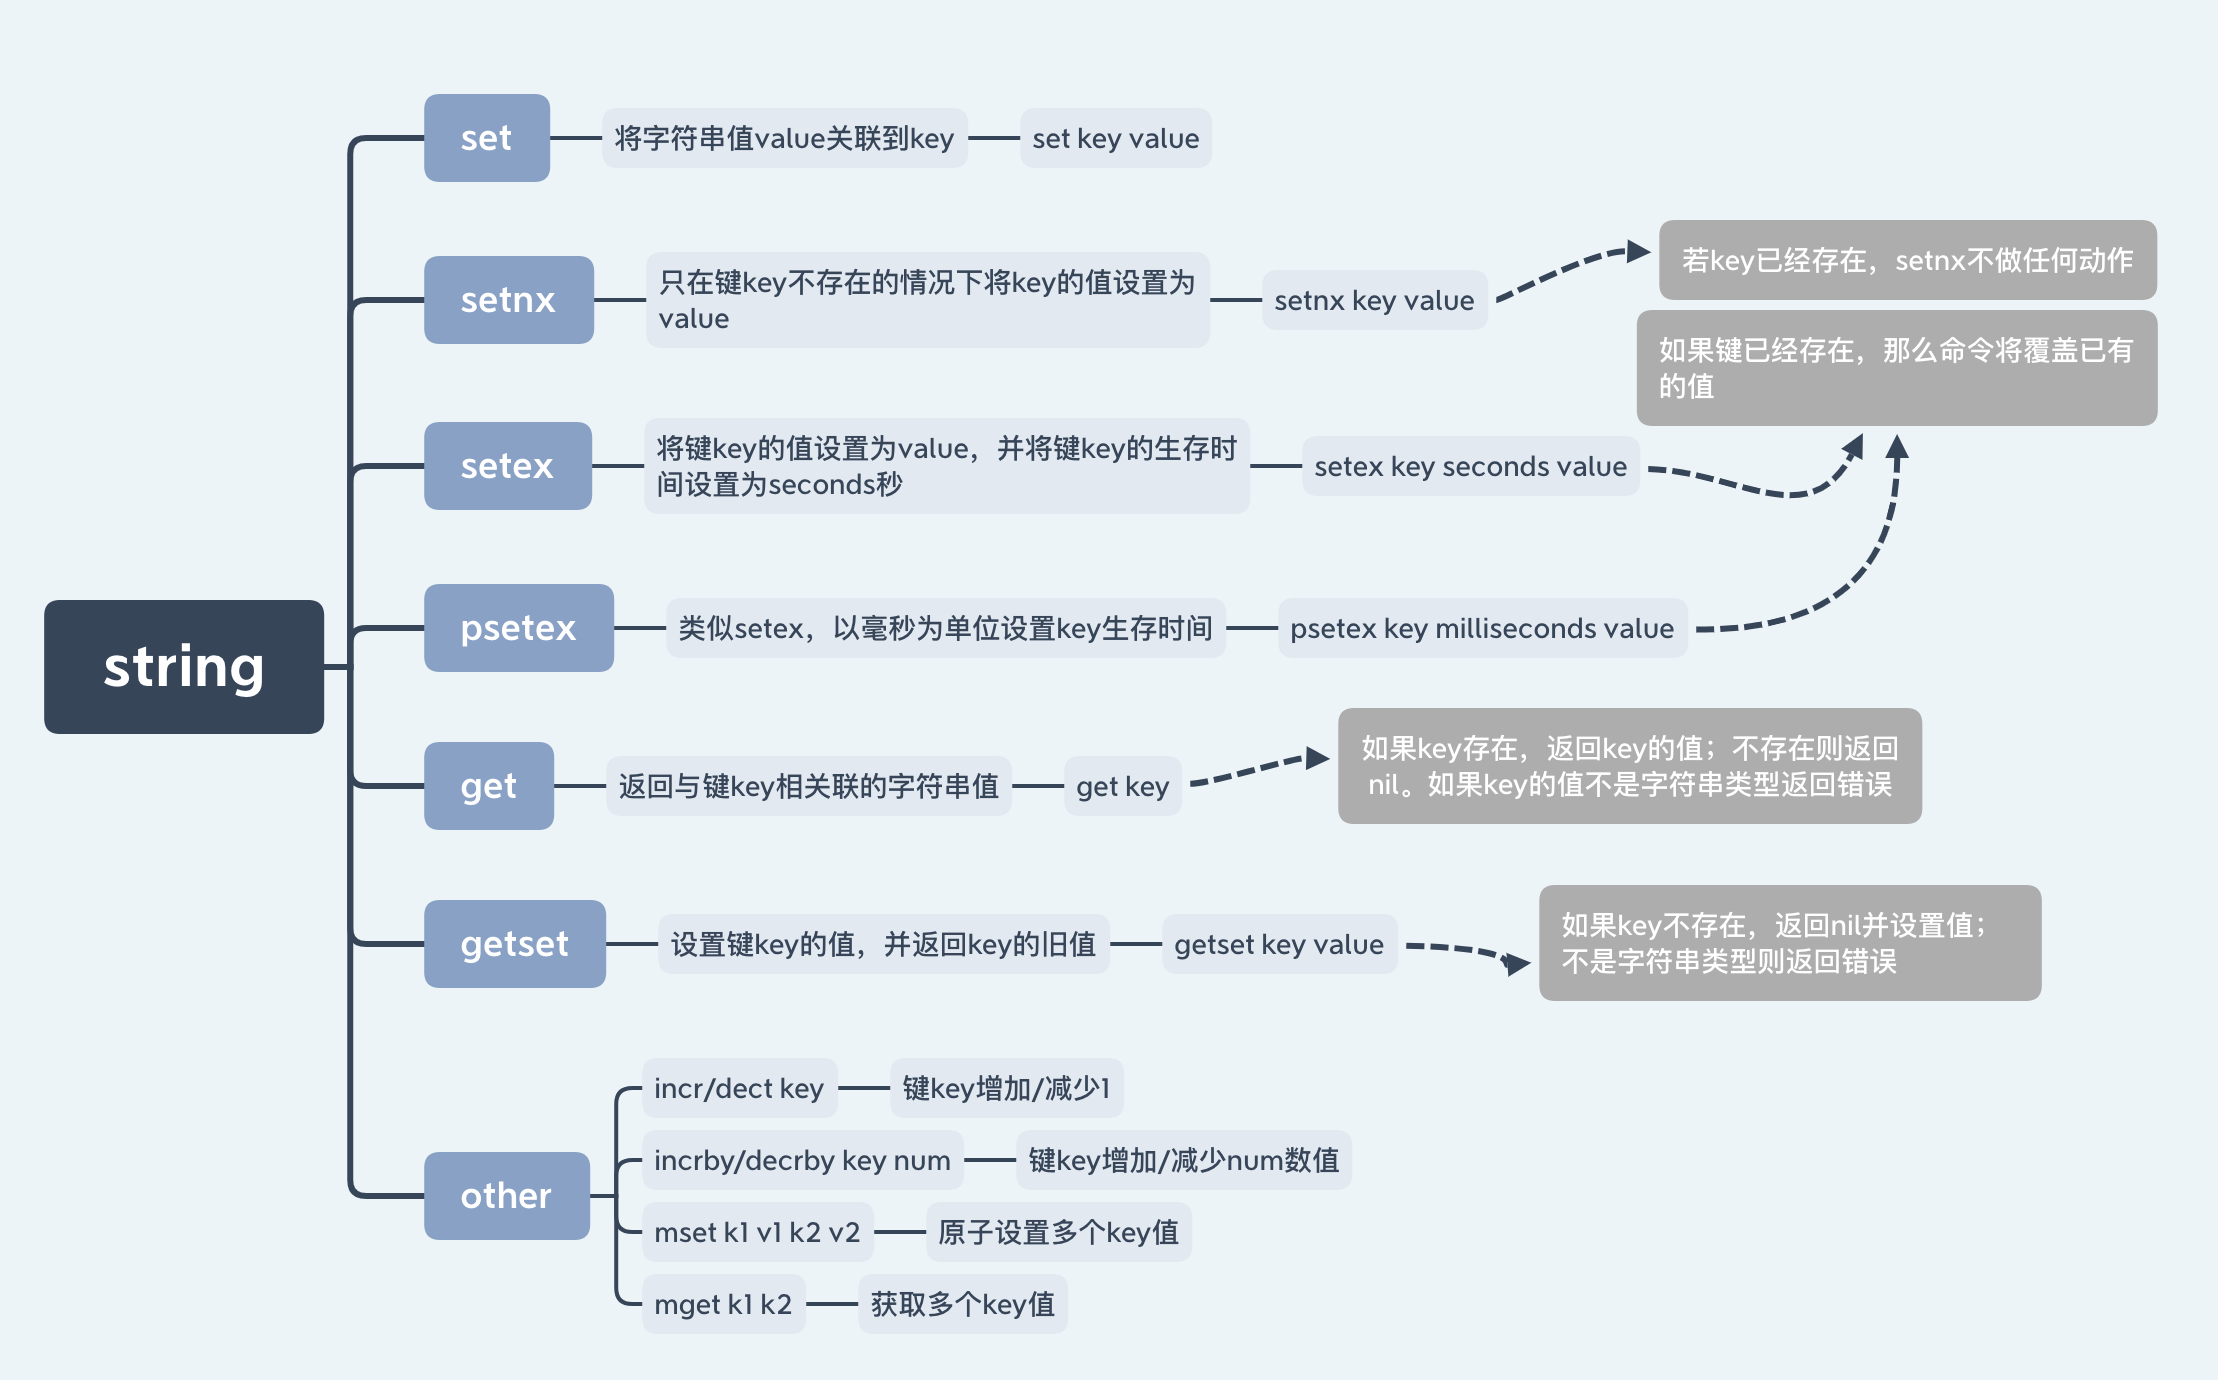 string
set
将字符串值value关联到key
set key value
setnx
只在键key不存在的情况下将key的值设置为
value
setnx key value
若key已经存在，setnx不做任何动作
如果键已经存在，那么命令将覆盖已有
的值
setex
将键key的值设置为value，并将键key的生存时
间设置为seconds秒
setex key seconds value
psetex
类似setex，以毫秒为单位设置key生存时间
psetex key milliseconds value
get
返回与键key相关联的字符串值
get key
如果key存在，返回key的值；不存在则返回
nil。如果key的值不是字符串类型返回错误
getset
设置键key的值，并返回key的旧值
getset key value
如果key不存在，返回nil并设置值；
不是字符串类型则返回错误
other
incr/dect key
键key增加/减少1
incrby/decrby key num
键key增加/减少num数值
mset k1 v1 k2 v2
原子设置多个key值
mget k1 k2
获取多个key值